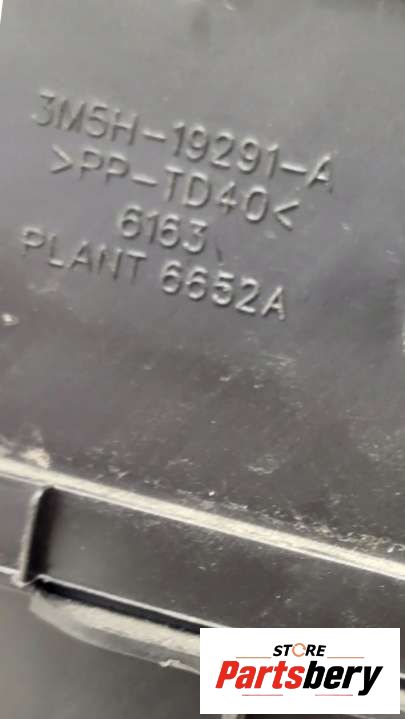 3M5H-19291-A
>PP-TD40<
6163
PLANT 6652A
STORE
Partsbery